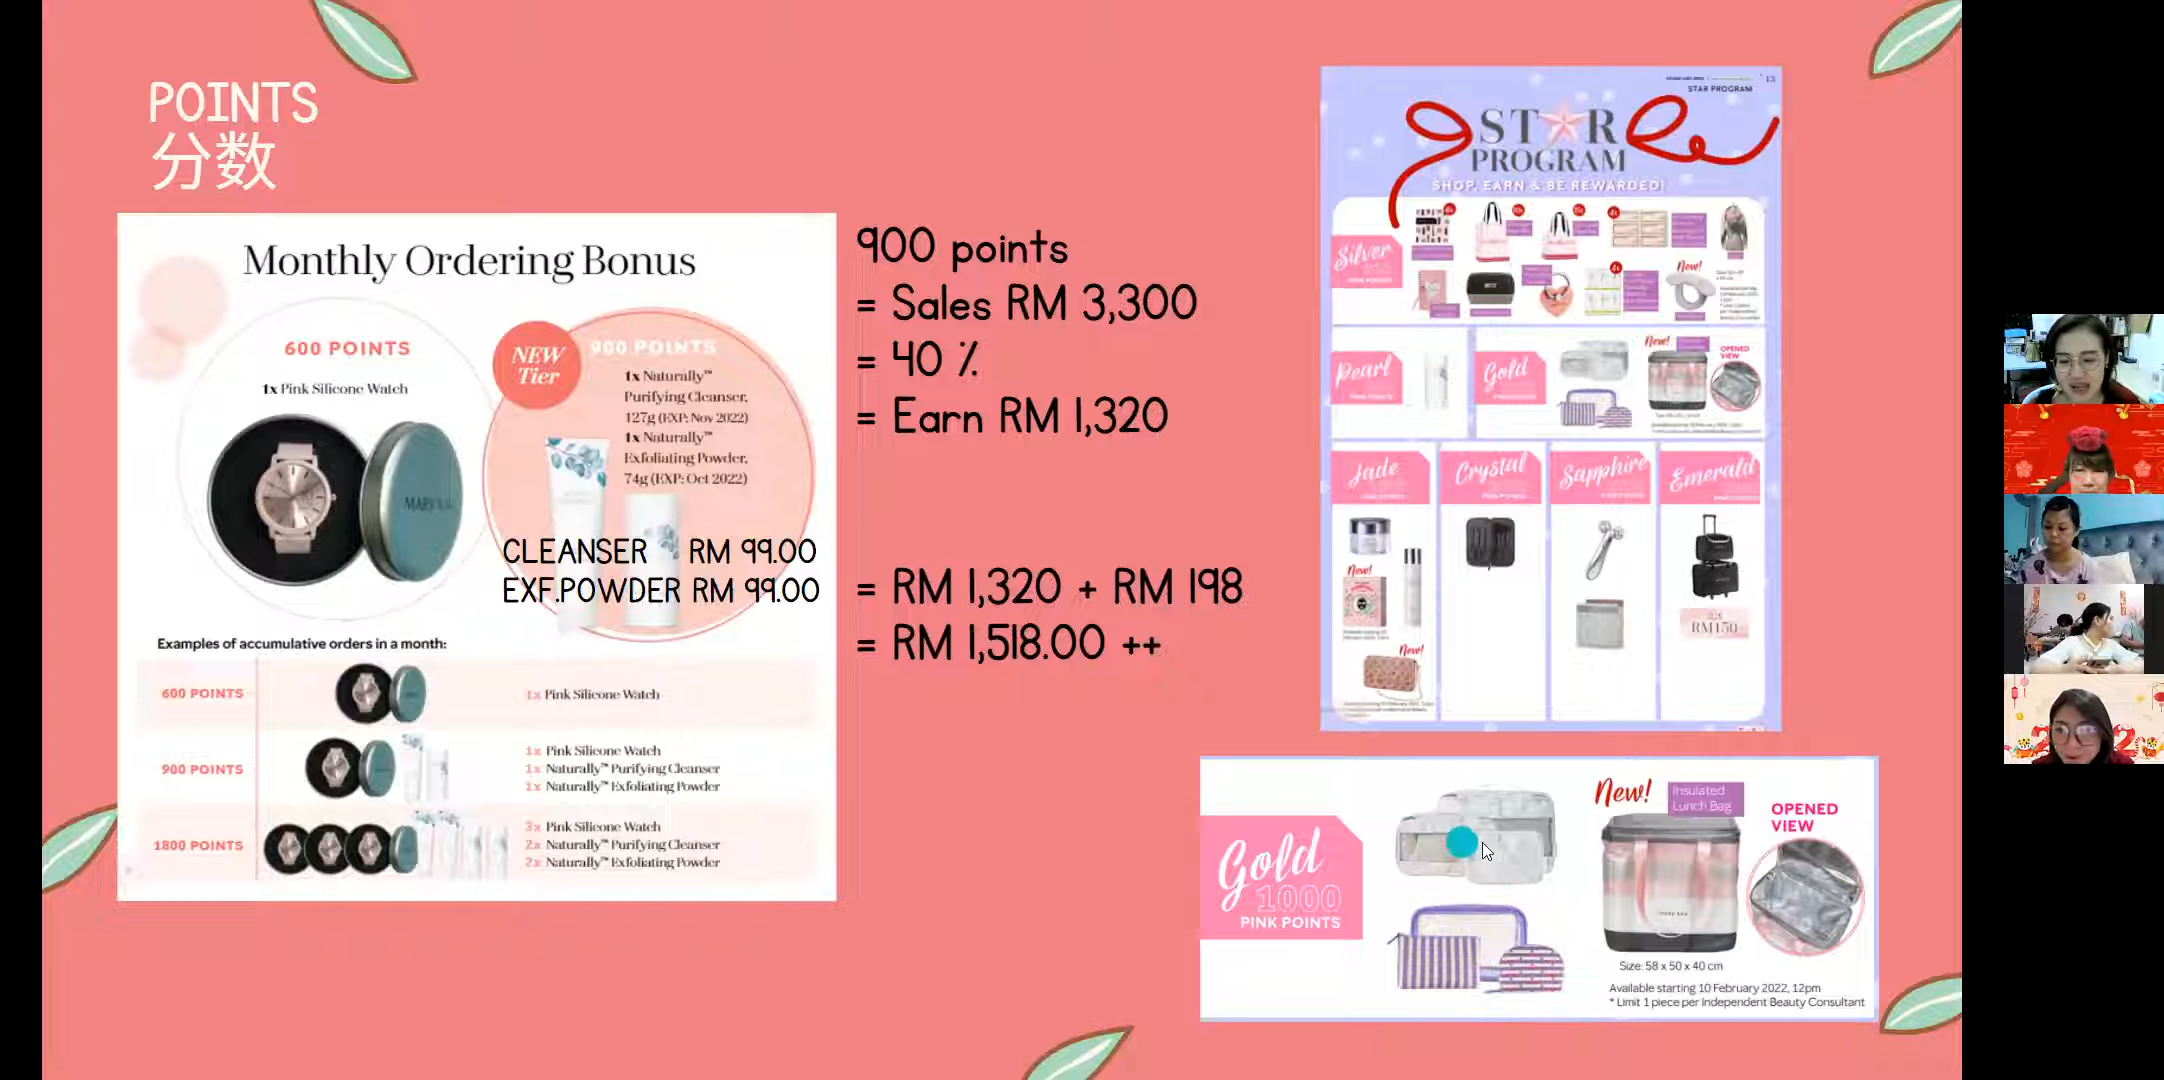 POINTS
分数
Monthly Ordering Bonus
600 POINTS
1x Pink Silicone Watch
MARY KAY
NEW
Tier
900 POINTS
1x Naturally™
Purifying Cleanser,
127g (EXP: Nov 2022)
1x Naturally™
Exfoliating Powder,
74g (EXP: Oct 2022)
CLEANSER RM 99.00
EXF.POWDER RM 99.00
Examples of accumulative orders in a month:
600 POINTS
1x Pink Silicone Watch
900 POINTS
1x Pink Silicone Watch
1x Naturally™ Purifying Cleanser
1x Naturally™ Exfoliating Powder
1800 POINTS
3x Pink Silicone Watch
2x Naturally™ Purifying Cleanser
2x Naturally™ Exfoliating Powder
900 points
= Sales RM 3,300
= 40 %
= Earn RM 1,320
= RM 1,320 + RM 198
= RM 1,518.00 ++
13
STAR PROGRAM
STAR
PROGRAM
SHOP, EARN & BE REWARDED!
Silver
New!
Pearl
Gold
New!
OPENED
VIEW
Jade
Crystal
Sapphire
Emerald
New!
New!
RM150
Gold
1000
PINK POINTS
New!
Insulated
Lunch Bag
OPENED
VIEW
Size: 58 x 50 x 40 cm
Available starting 10 February 2022, 12pm
* Limit 1 piece per Independent Beauty Consultant